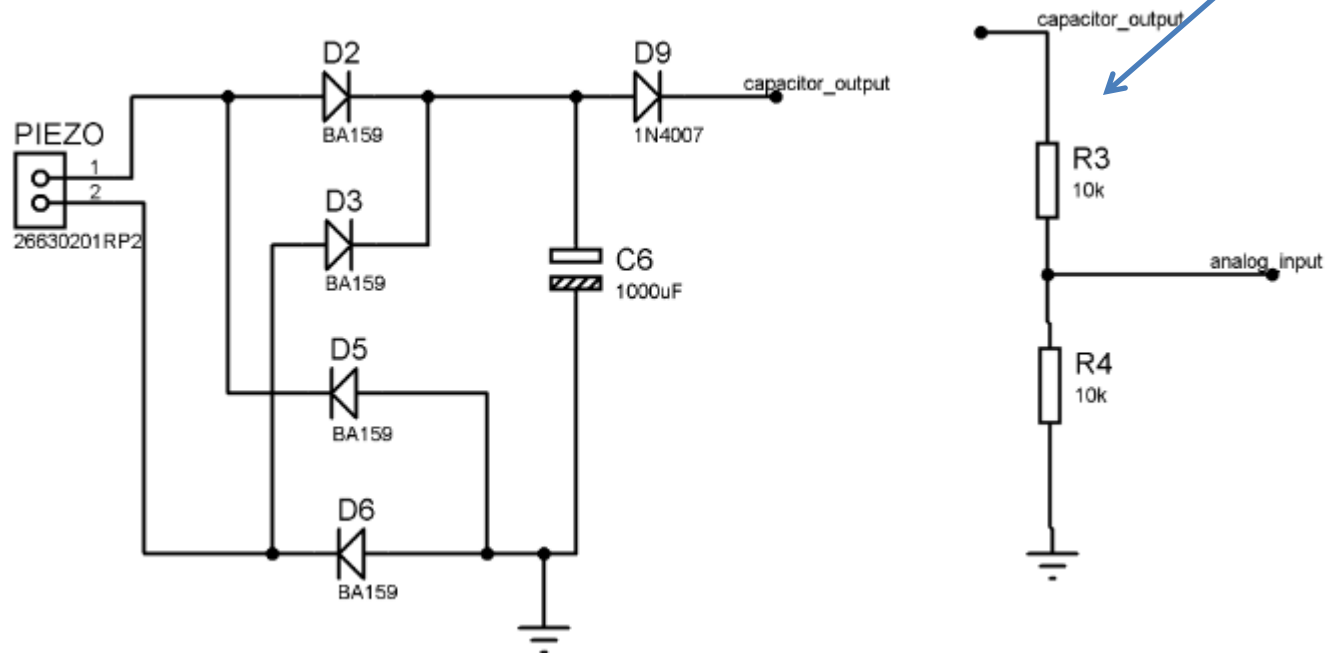 D2
BA159
D9
1N4007
capacitor_output
PIEZO
1
2
26630201RP2
D3
BA159
C6
1000uF
D5
BA159
D6
BA159
capacitor_output
R3
10k
analog_input
R4
10k